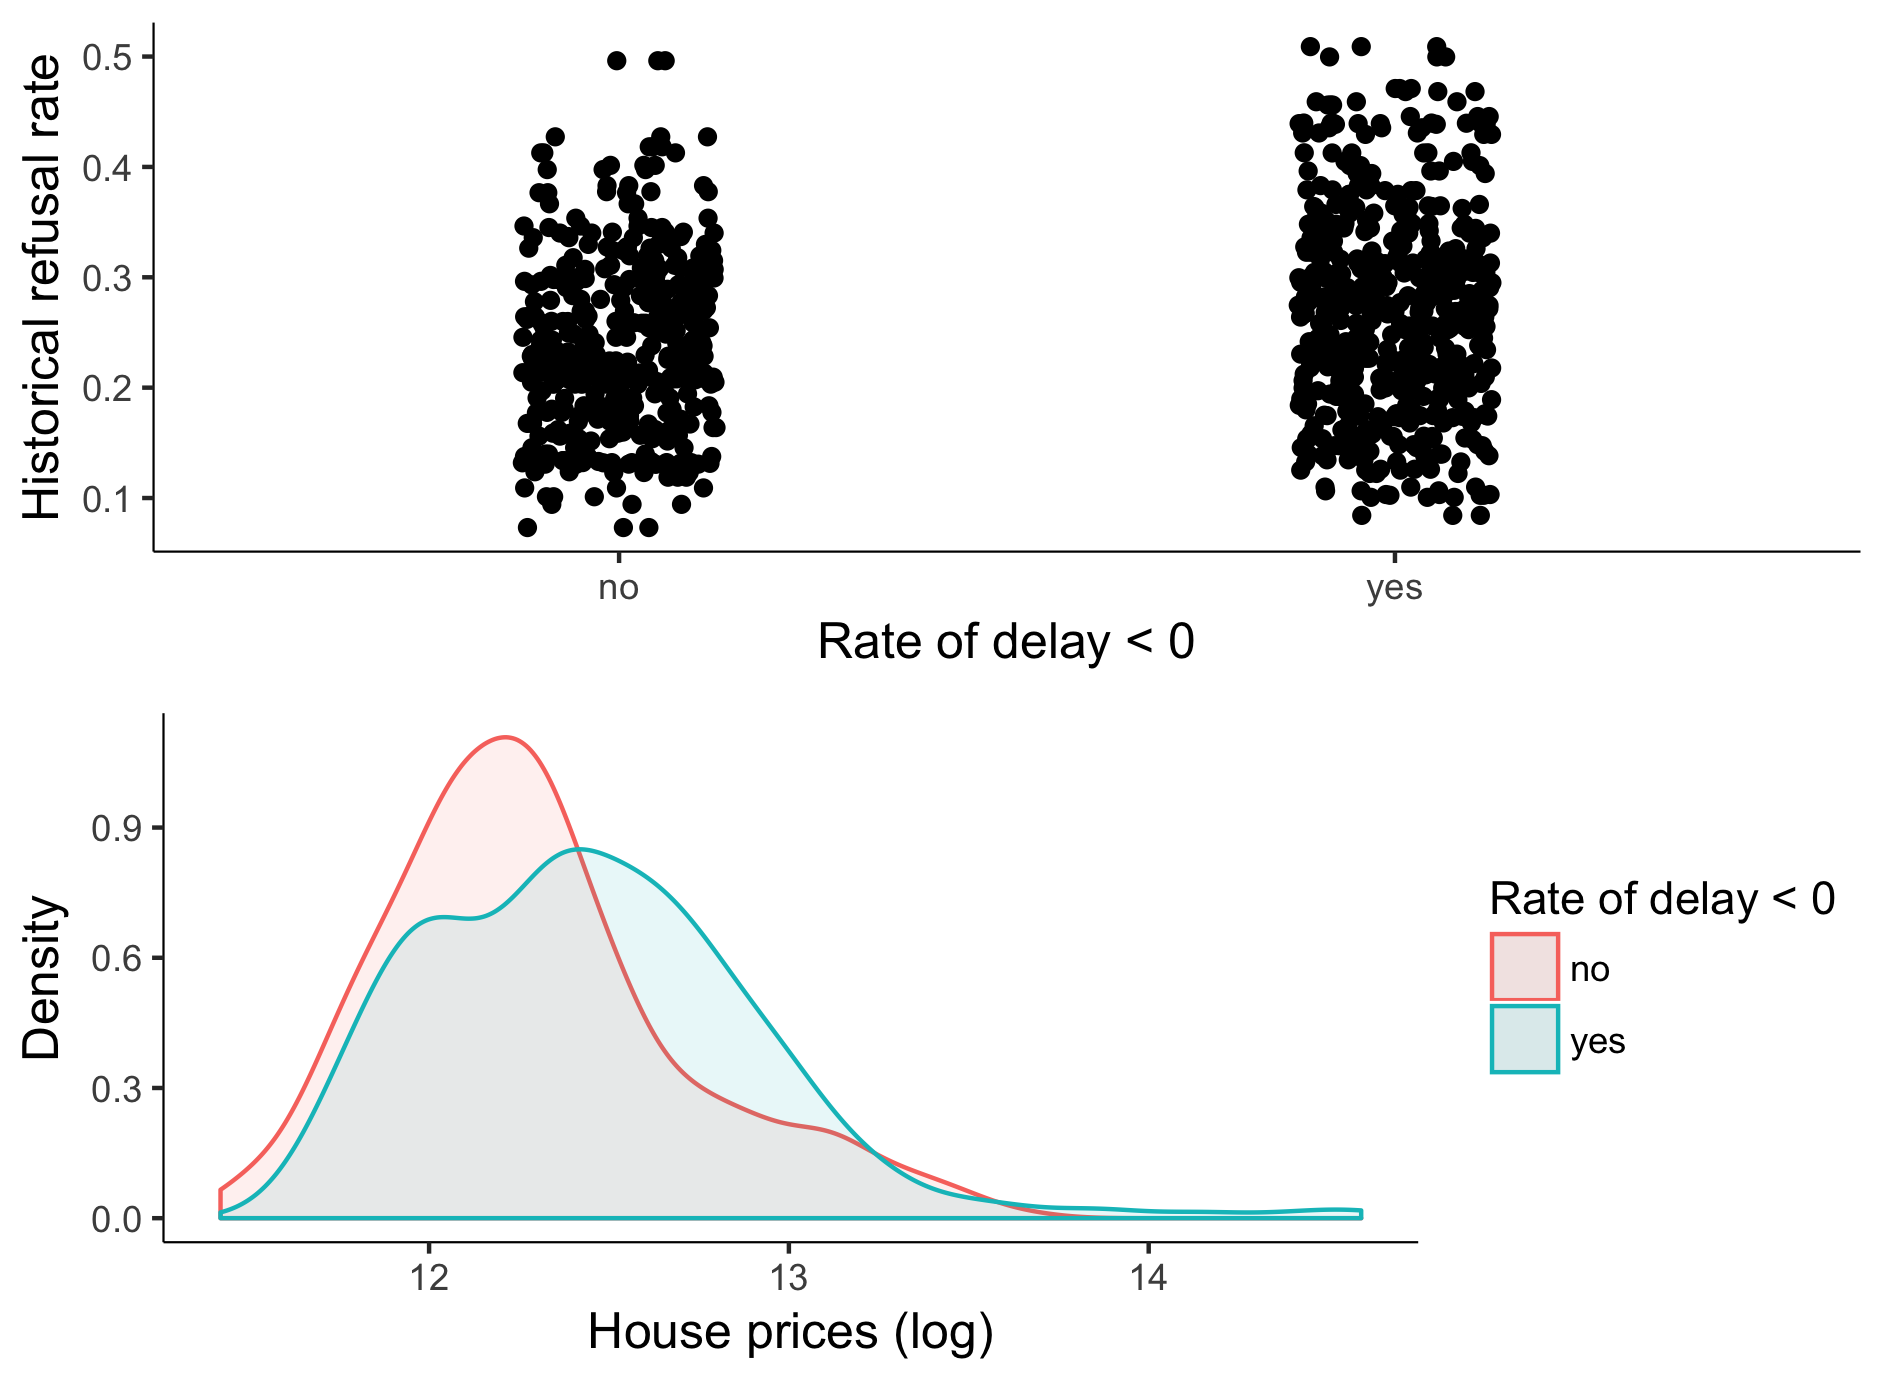 Historical refusal rate
0.5
0.4
0.3
0.2
0.1
no
yes
Rate of delay < 0
Density
0.9
0.6
0.3
0.0
12
13
14
House prices (log)
Rate of delay < 0
no
yes